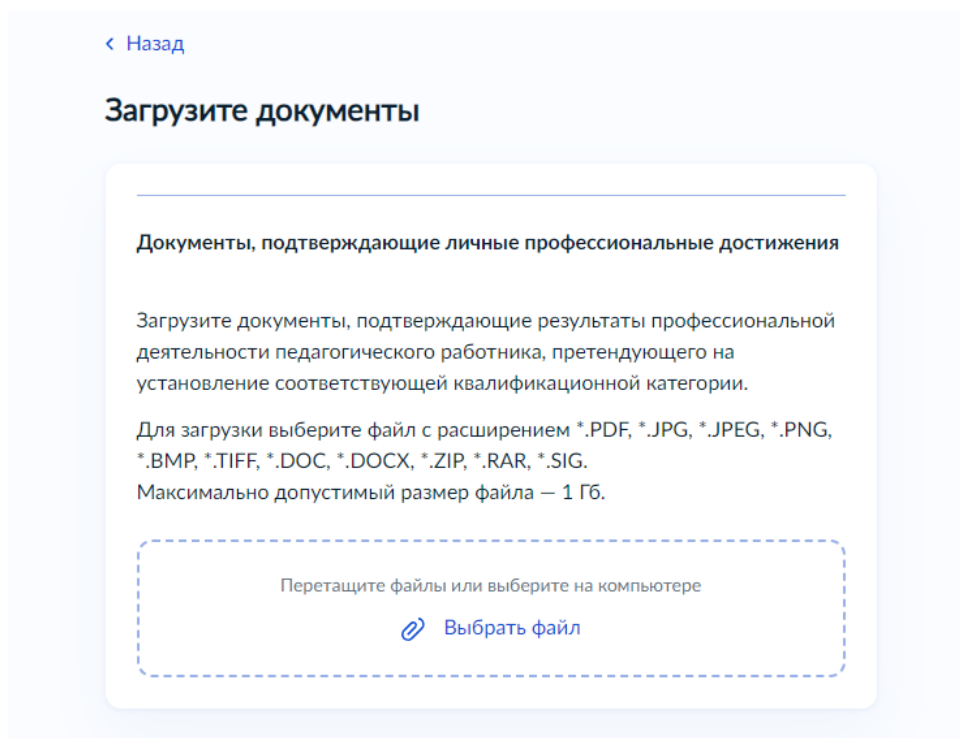 Назад
Загрузите документы
Документы, подтверждающие личные профессиональные достижения
Загрузите документы, подтверждающие результаты профессиональной
деятельности педагогического работника, претендующего на
установление соответствующей квалификационной категории.
Для загрузки выберите файл с расширением *.PDF, *.JPG, *.JPEG, *.PNG,
*.BMP, *.TIFF, *.DOC, *.DOCX, *.ZIP, *.RAR, *.SIG.
Максимально допустимый размер файла — 1 Гб.
Перетащите файлы или выберите на компьютере
Выбрать файл